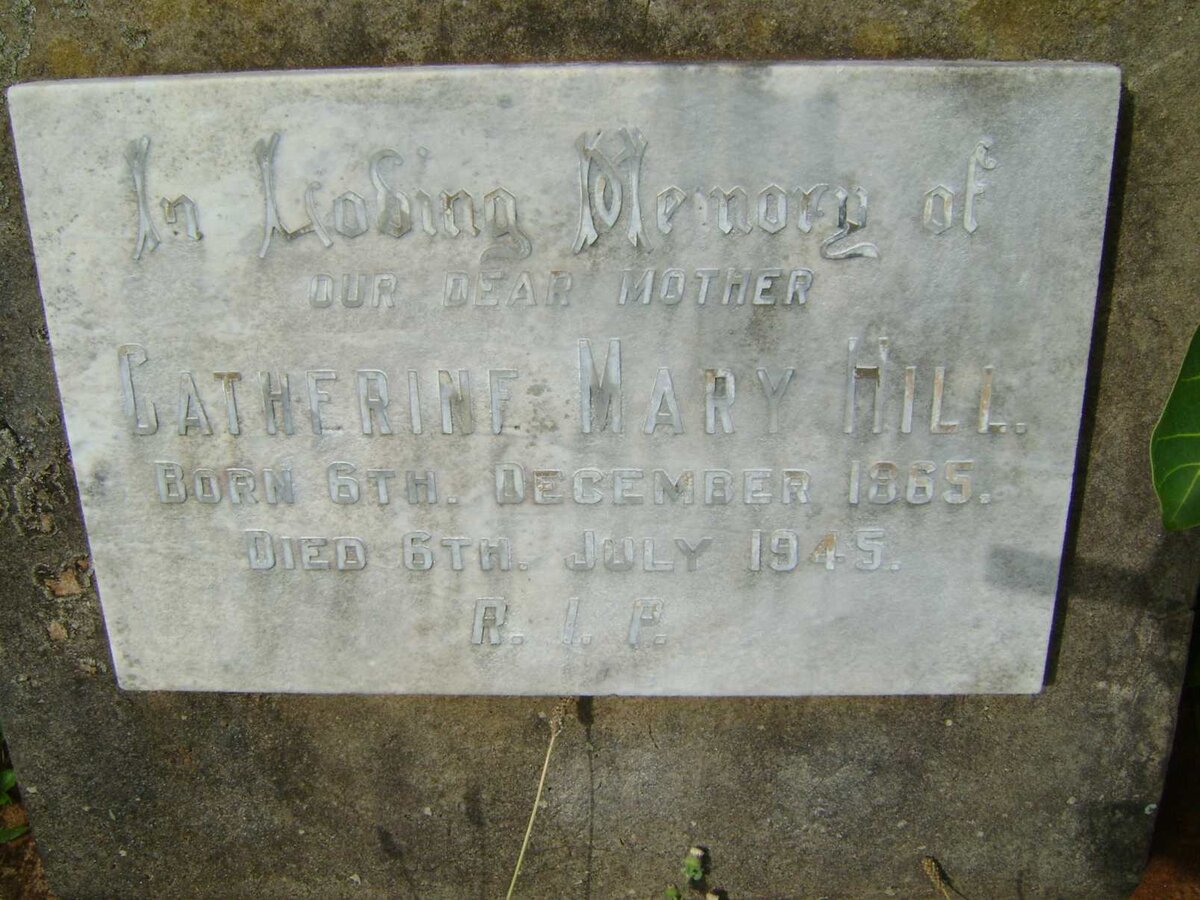 In Loving Memory of
OUR DEAR MOTHER
CATHERINE MARY HILL.
BORN 6TH. DECEMBER 1865.
DIED 6TH. JULY 1945.
R. I. P.